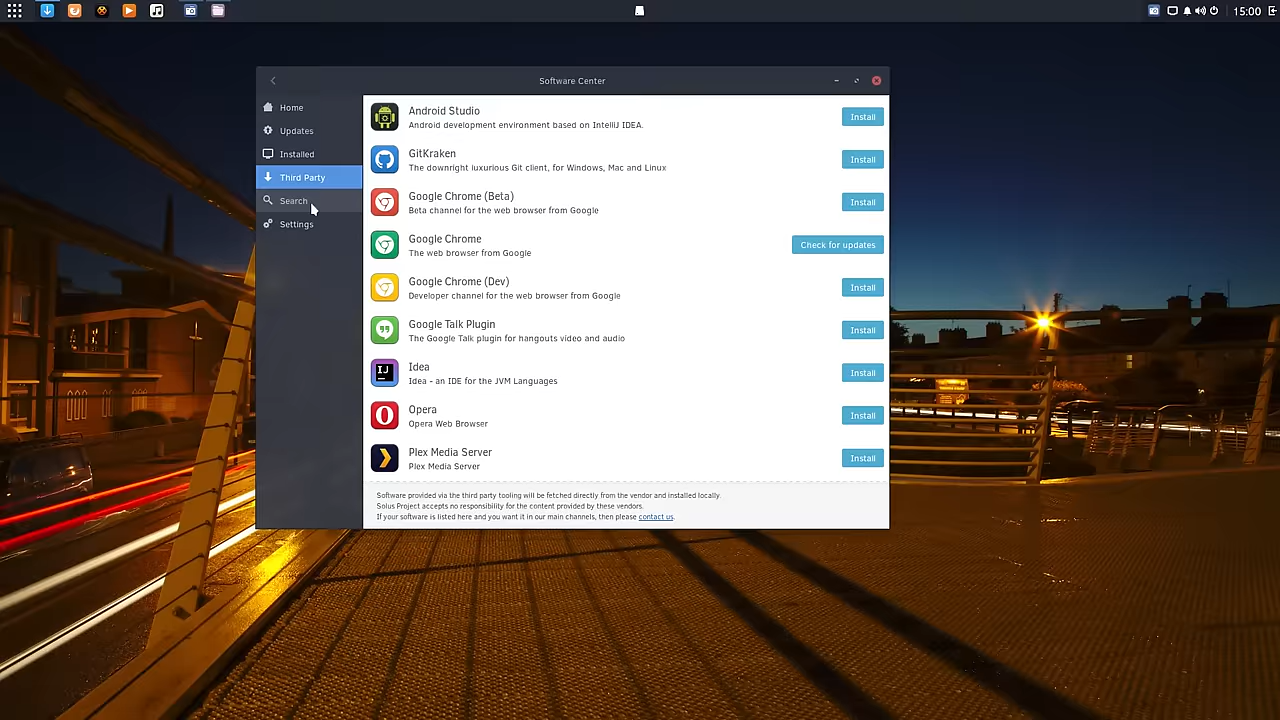 15:00
Software Center
Home
Updates
Installed
Third Party
Search
Settings
Android Studio
Android development environment based on IntelliJ IDEA.
Install
GitKraken
The downright luxurious Git client, for Windows, Mac and Linux
Install
Google Chrome (Beta)
Beta channel for the web browser from Google
Install
Google Chrome
The web browser from Google
Check for updates
Google Chrome (Dev)
Developer channel for the web browser from Google
Install
Google Talk Plugin
The Google Talk plugin for hangouts video and audio
Install
IJ
Idea
Idea - an IDE for the JVM Languages
Install
Opera
Opera Web Browser
Install
Plex Media Server
Plex Media Server
Install
Software provided via the third party tooling will be fetched directly from the vendor and installed locally.
Solus Project accepts no responsibility for the content provided by these vendors.
If your software is listed here and you want it in our main channels, then please contact us.